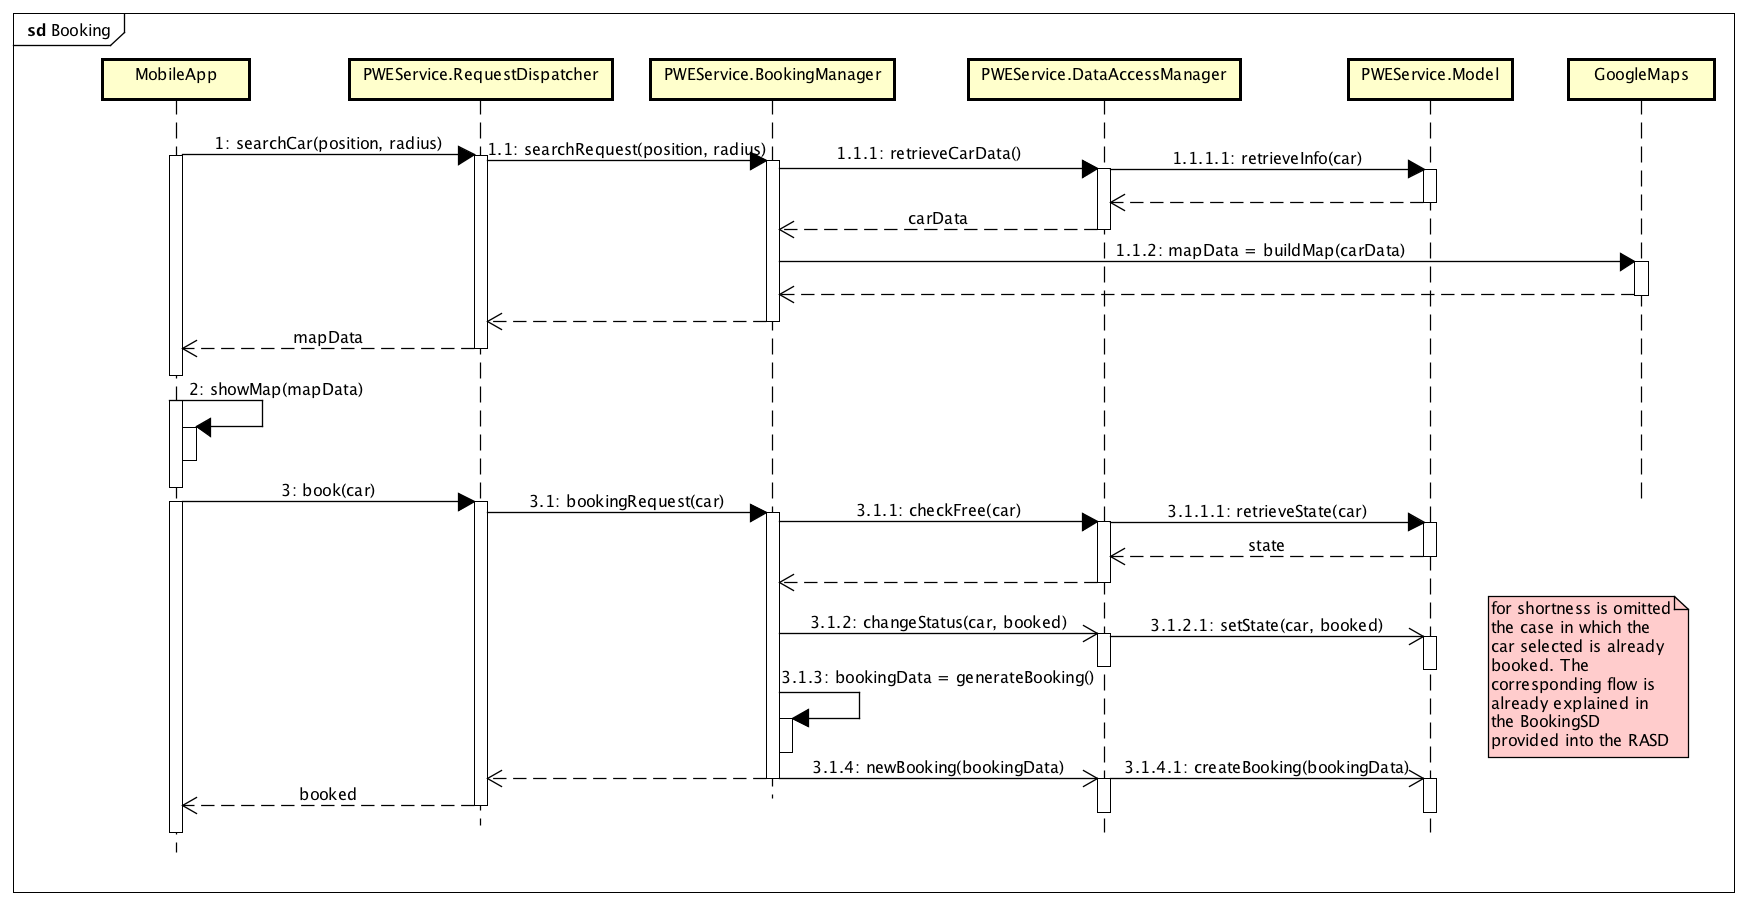 sd Booking
MobileApp
PWEService.RequestDispatcher
PWEService.BookingManager
PWEService.DataAccessManager
PWEService.Model
GoogleMaps
1: searchCar(position, radius)
1.1: searchRequest(position, radius)
1.1.1: retrieveCarData()
1.1.1.1: retrieveInfo(car)
carData
1.1.2: mapData = buildMap(carData)
mapData
2: showMap(mapData)
3: book(car)
3.1: bookingRequest(car)
3.1.1: checkFree(car)
3.1.1.1: retrieveState(car)
state
3.1.2: changeStatus(car, booked)
3.1.2.1: setState(car, booked)
3.1.3: bookingData = generateBooking()
3.1.4: newBooking(bookingData)
3.1.4.1: createBooking(bookingData)
booked
for shortness is omitted
the case in which the
car selected is already
booked. The
corresponding flow is
already explained in
the BookingSD
provided into the RASD